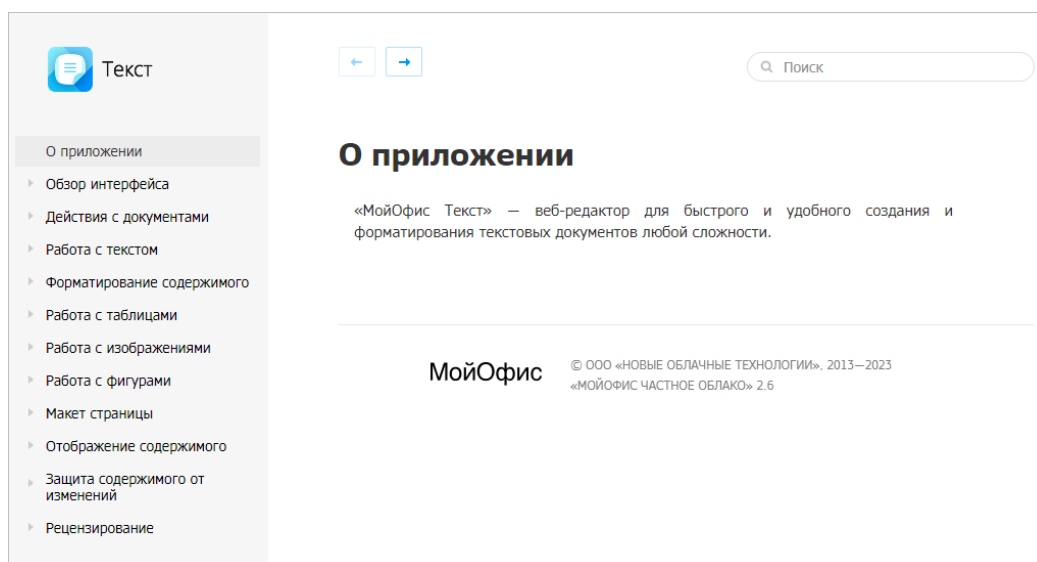 Текст
О приложении
Обзор интерфейса
Действия с документами
Работа с текстом
Форматирование содержимого
Работа с таблицами
Работа с изображениями
Работа с фигурами
Макет страницы
Отображение содержимого
Защита содержимого от
изменений
Рецензирование
Поиск
О приложении
«МойОфис Текст» — веб-редактор для быстрого и удобного создания и
форматирования текстовых документов любой сложности.
МойОфис
© ООО «НОВЫЕ ОБЛАЧНЫЕ ТЕХНОЛОГИИ», 2013—2023
«МОЙОФИС ЧАСТНОЕ ОБЛАКО» 2.6